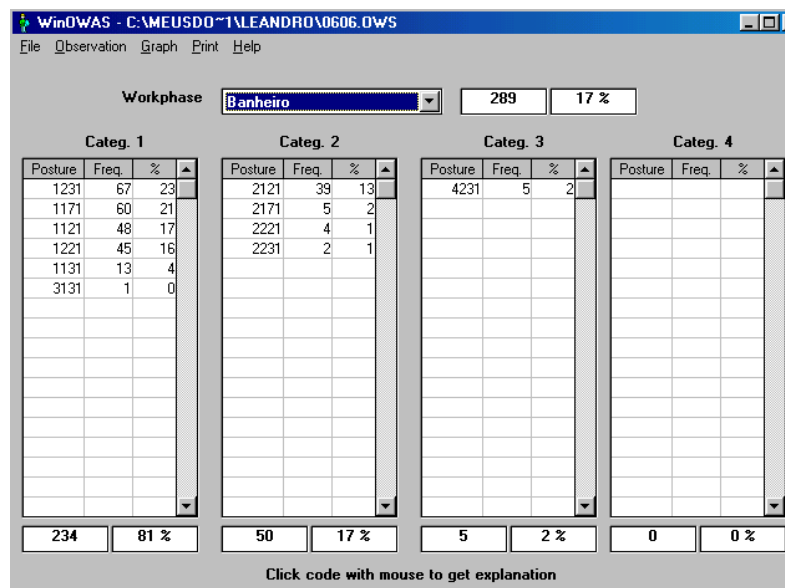 WinOWAS - C:\MEUSDO~1\LEANDRO\0606.OWS
File Observation Graph Print Help
Workphase Banheiro 289 17 %
Categ. 1 Categ. 2 Categ. 3 Categ. 4
Posture Freq. % Posture Freq. % Posture Freq. % Posture Freq. %
1231 67 23 2121 39 13 4231 5 2
1171 60 21 2171 5 2
1121 48 17 2221 4 1
1221 45 16 2231 2 1
1131 13 4
3131 1 0
234 81 % 50 17 % 5 2 % 0 0 %
Click code with mouse to get explanation